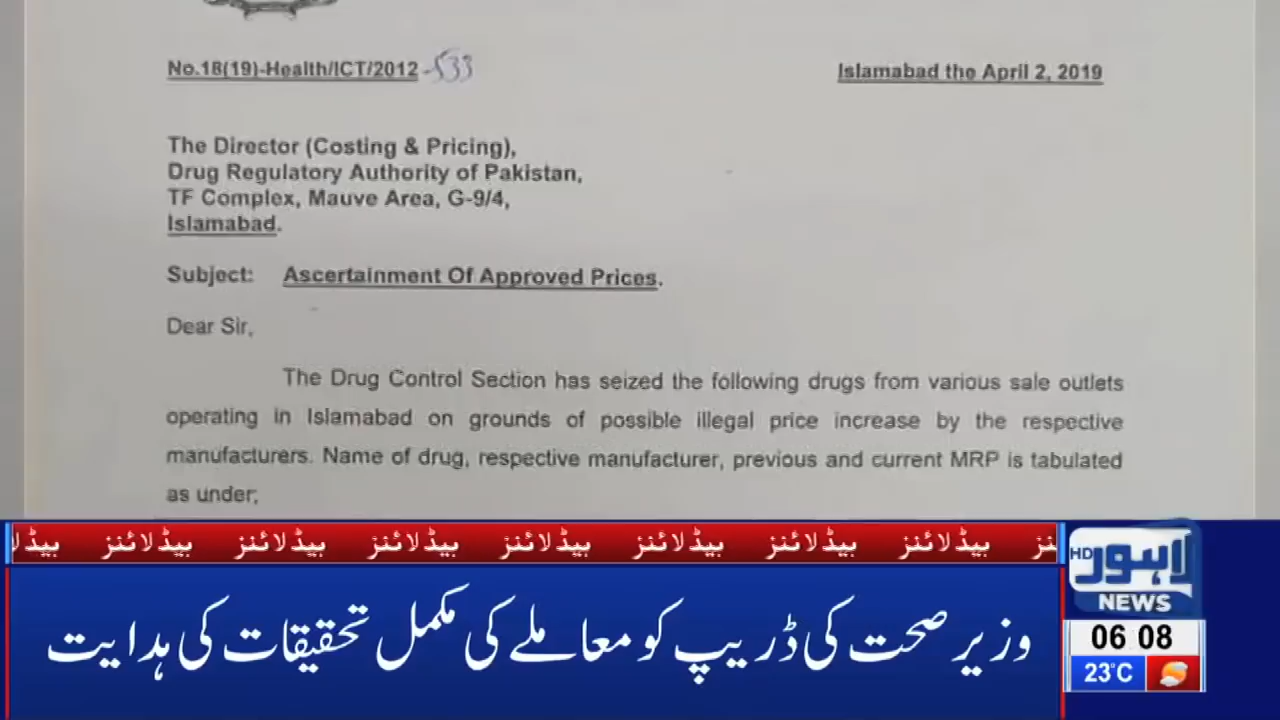 No.18(19)-Health/ICT/2012-533
Islamabad the April 2, 2019
The Director (Costing & Pricing),
Drug Regulatory Authority of Pakistan,
TF Complex, Mauve Area, G-9/4,
Islamabad.
Subject: Ascertainment Of Approved Prices.
Dear Sir,
The Drug Control Section has seized the following drugs from various sale outlets
operating in Islamabad on grounds of possible illegal price increase by the respective
manufacturers. Name of drug, respective manufacturer, previous and current MRP is tabulated
as under;
ہیڈلائنز ہیڈلائنز ہیڈلائنز ہیڈلائنز ہیڈلائنز ہیڈلائنز ہیڈلائنز
وزیر صحت کی ڈریپ کو معاملے کی مکمل تحقیقات کی ہدایت
HD لاہور
NEWS
06 08
23°C